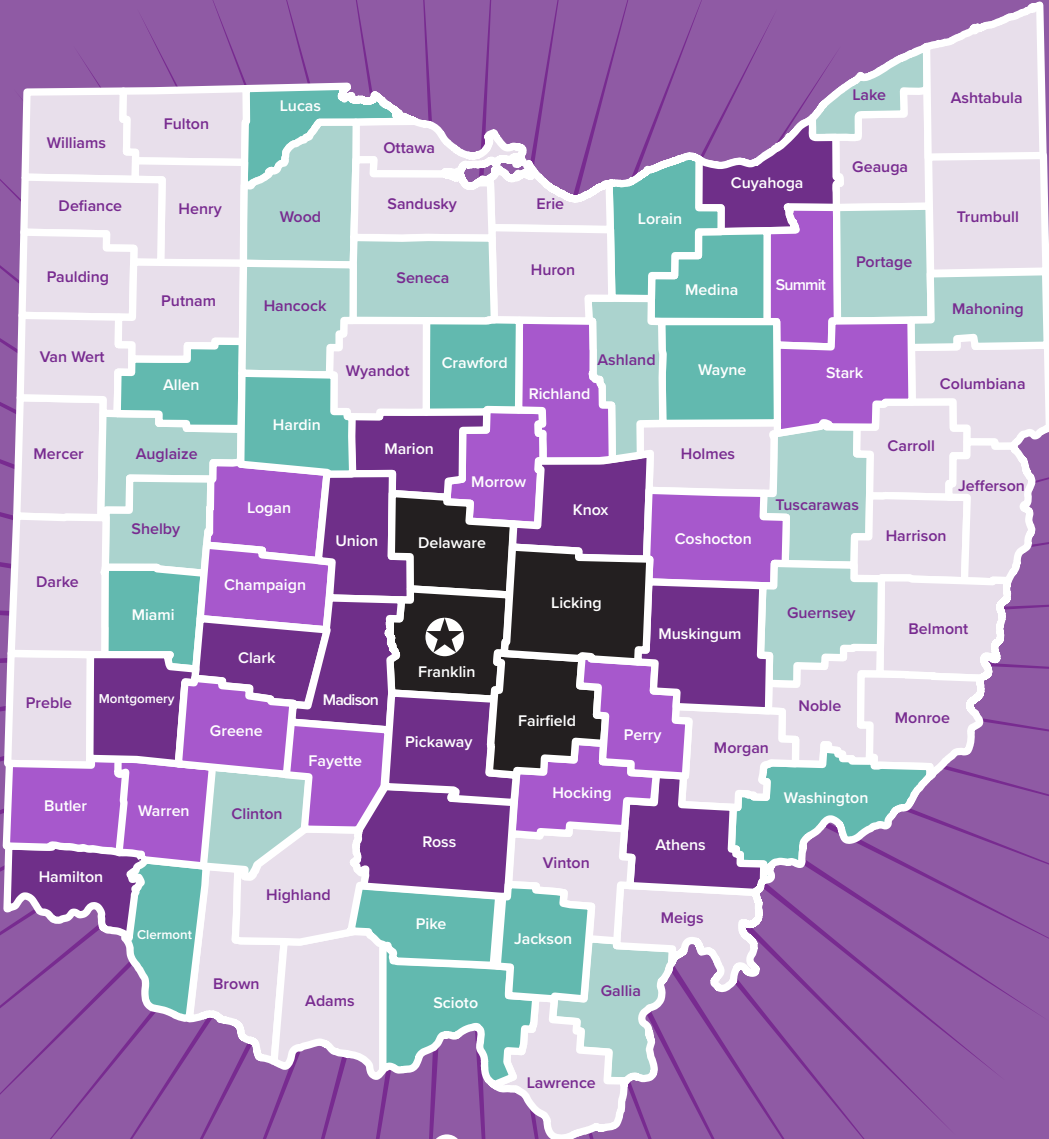 Lucas
Lake
Ashtabula
Williams
Fulton
Ottawa
Geauga
Cuyahoga
Defiance
Henry
Wood
Sandusky
Erie
Lorain
Trumbull
Paulding
Putnam
Hancock
Seneca
Huron
Medina
Summit
Portage
Mahoning
Van Wert
Allen
Wyandot
Crawford
Richland
Ashland
Wayne
Stark
Columbiana
Mercer
Auglaize
Hardin
Marion
Morrow
Holmes
Carroll
Jefferson
Shelby
Logan
Union
Delaware
Knox
Coshocton
Tuscarawas
Harrison
Darke
Miami
Champaign
Licking
Muskingum
Guernsey
Belmont
Clark
Madison
Franklin
Preble
Montgomery
Greene
Fayette
Pickaway
Fairfield
Perry
Morgan
Noble
Monroe
Butler
Warren
Clinton
Hocking
Washington
Hamilton
Highland
Ross
Vinton
Athens
Clermont
Pike
Jackson
Meigs
Brown
Adams
Scioto
Gallia
Lawrence